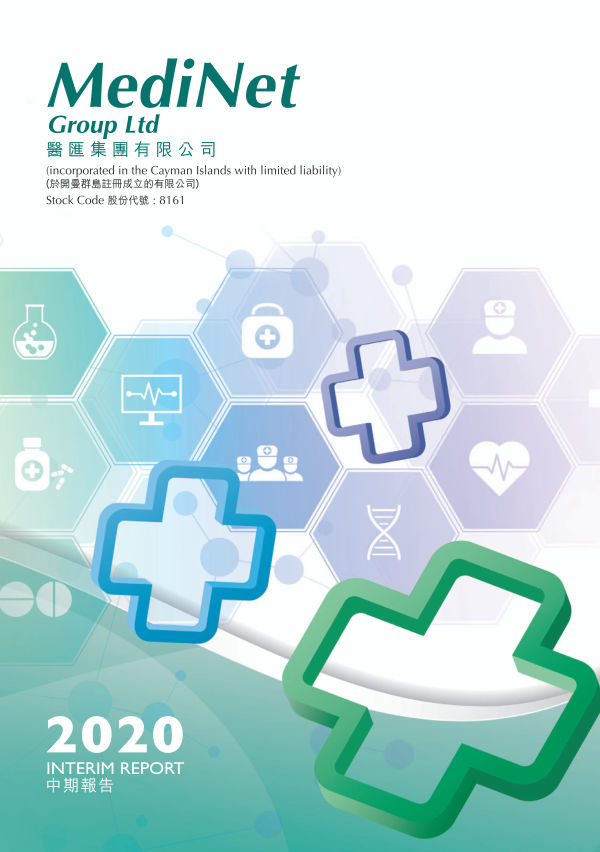 MediNet
Group Ltd
醫匯集團有限公司
(incorporated in the Cayman Islands with limited liability)
(於開曼群島註冊成立的有限公司)
Stock Code 股份代號：8161
2020
INTERIM REPORT
中期報告